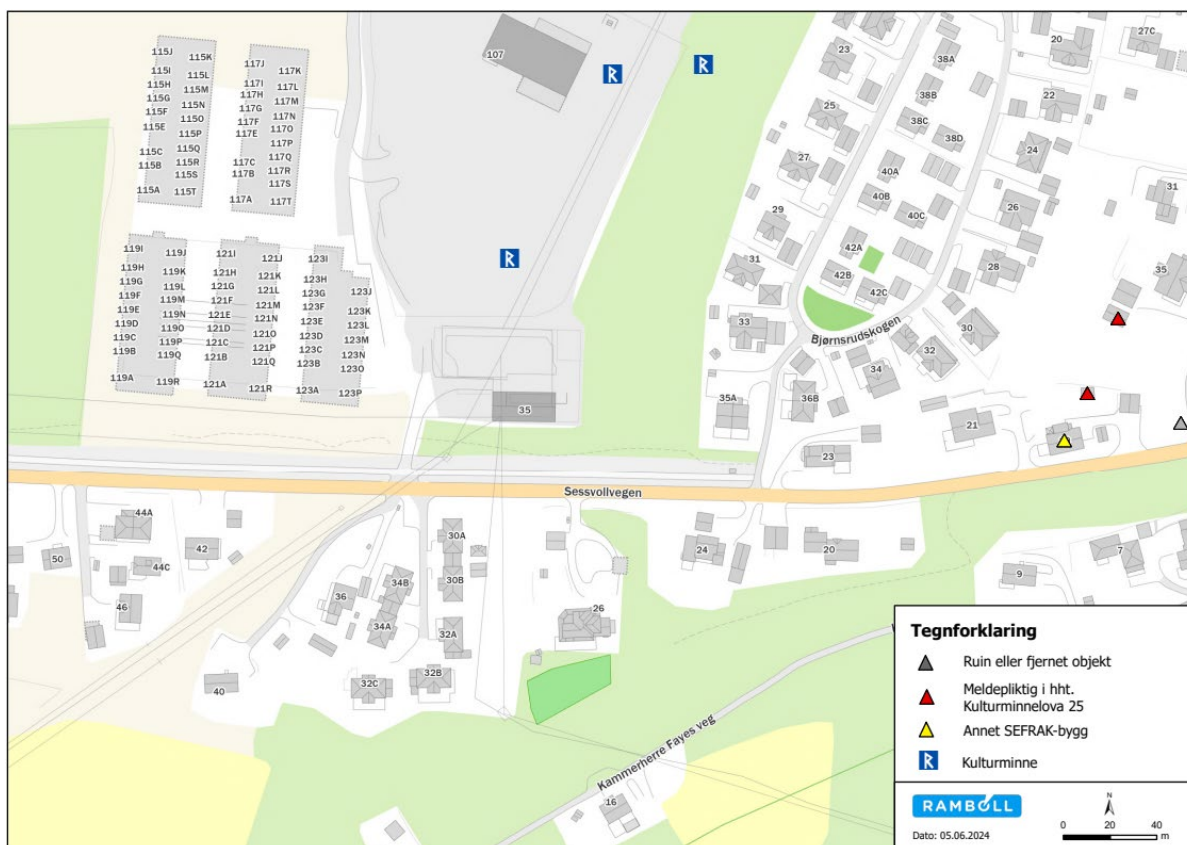 115J
115K
115I
115L
115H
115M
115G
115N
115F
115O
115E
115P
115Q
115C
115B
115R
115S
115A
115T
117J
117K
117I
117L
117H
117M
117G
117N
117F
117O
117E
117P
117Q
117C
117R
117B
117S
117A
117T
107
119I
119J
119H
119K
119G
119L
119F
119M
119E
119N
119D
119O
119C
119P
119B
119Q
119A
119R
121I
121J
121H
121K
121G
121L
121F
121M
121E
121N
121D
121O
121C
121P
121B
121Q
121A
121R
123I
123H
123J
123G
123F
123K
123E
123L
123D
123M
123C
123N
123B
123O
123A
123P
35
23
38A
20
27C
25
38B
22
38C
38D
24
27
40A
40B
40C
26
31
29
42A
31
42B
42C
28
35
33
Bjørnsrudskogen
30
32
34
35A
36B
21
23
Sessvollvegen
44A
50
44C
42
46
40
36
34B
34A
30A
30B
32A
32B
32C
26
24
20
9
7
Kammerherre Fayes veg
16
Tegnforklaring
Ruin eller fjernet objekt
Meldepliktig i hht.
Kulturminnelova 25
Annet SEFRAK-bygg
Kulturminne
RAMBOLL
N
Dato: 05.06.2024
0 20 40
m